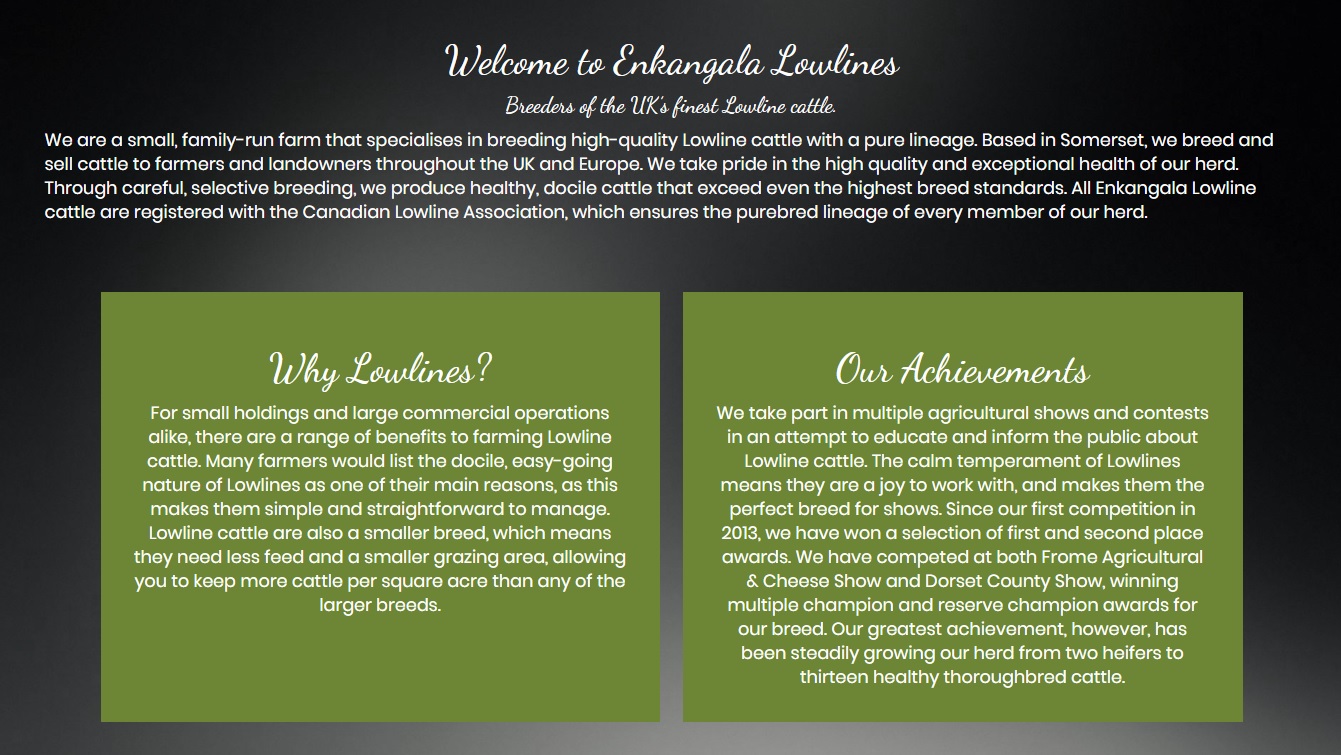 Welcome to Enkangala Lowlines
Breeders of the UK's finest Lowline cattle.
We are a small, family-run farm that specialises in breeding high-quality Lowline cattle with a pure lineage. Based in Somerset, we breed and
sell cattle to farmers and landowners throughout the UK and Europe. We take pride in the high quality and exceptional health of our herd.
Through careful, selective breeding, we produce healthy, docile cattle that exceed even the highest breed standards. All Enkangala Lowline
cattle are registered with the Canadian Lowline Association, which ensures the purebred lineage of every member of our herd.
Why Lowlines?
For small holdings and large commercial operations
alike, there are a range of benefits to farming Lowline
cattle. Many farmers would list the docile, easy-going
nature of Lowlines as one of their main reasons, as this
makes them simple and straightforward to manage.
Lowline cattle are also a smaller breed, which means
they need less feed and a smaller grazing area, allowing
you to keep more cattle per square acre than any of the
larger breeds.
Our Achievements
We take part in multiple agricultural shows and contests
in an attempt to educate and inform the public about
Lowline cattle. The calm temperament of Lowlines
means they are a joy to work with, and makes them the
perfect breed for shows. Since our first competition in
2013, we have won a selection of first and second place
awards. We have competed at both Frome Agricultural
& Cheese Show and Dorset County Show, winning
multiple champion and reserve champion awards for
our breed. Our greatest achievement, however, has
been steadily growing our herd from two heifers to
thirteen healthy thoroughbred cattle.